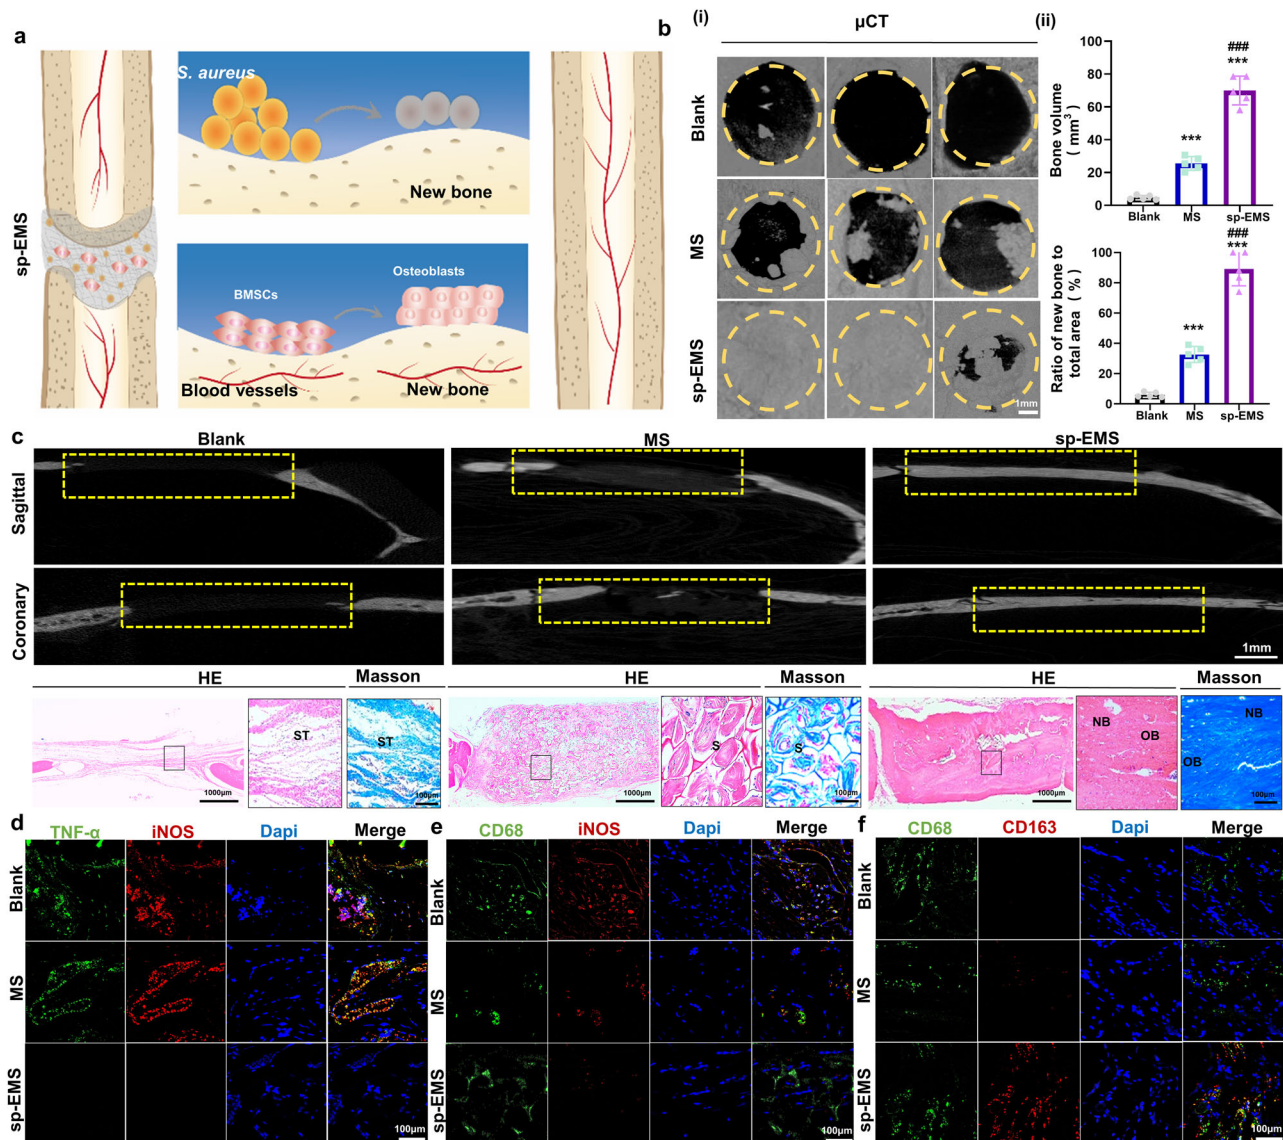 a
sp-EMS
S. aureus
New bone
BMSCs
Osteoblasts
Blood vessels
New bone
b
(i)
µCT
Blank
MS
sp-EMS
1mm
(ii)
Bone volume
( mm³ )
100
80
60
40
20
0
***
###
***
Blank
MS
sp-EMS
Ratio of new bone to
total area ( % )
100
80
60
40
20
0
***
###
***
Blank
MS
sp-EMS
c
Blank
MS
sp-EMS
Sagittal
Coronary
1mm
HE
Masson
HE
Masson
HE
Masson
1000µm
ST
ST
100µm
1000µm
S
S
100µm
1000µm
NB
OB
NB
OB
100µm
d
TNF-α
iNOS
Dapi
Merge
Blank
MS
sp-EMS
100µm
e
CD68
iNOS
Dapi
Merge
Blank
MS
sp-EMS
100µm
f
CD68
CD163
Dapi
Merge
Blank
MS
sp-EMS
100µm